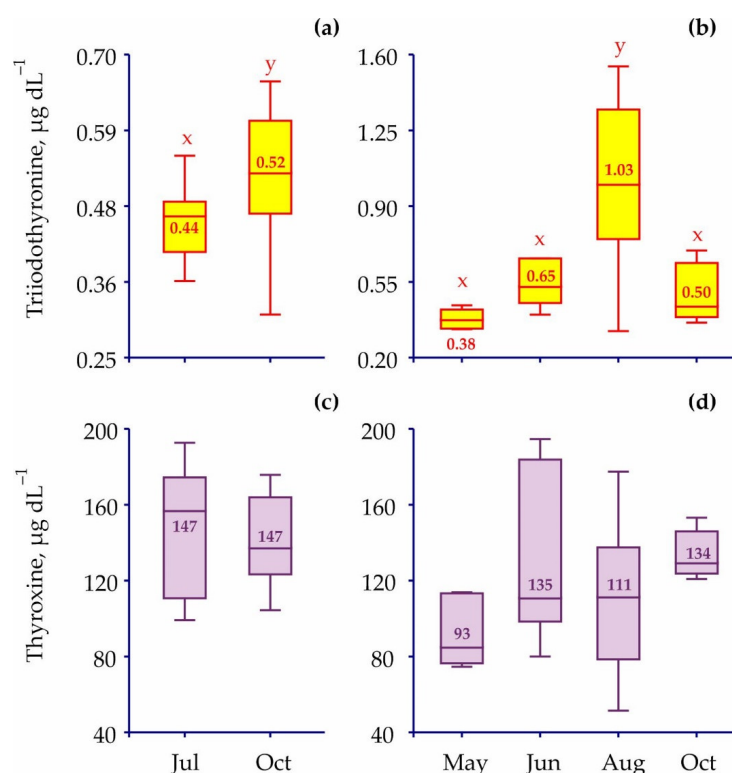 (a)
Triiodothyronine, µg dL⁻¹
0.70
0.59
0.48
0.36
0.25
x
0.44
y
0.52
(b)
1.60
1.25
0.90
0.55
0.20
x
0.38
x
0.65
y
1.03
x
0.50
(c)
Thyroxine, µg dL⁻¹
200
160
120
80
40
147
147
Jul Oct
(d)
200
160
120
80
40
93
135
111
134
May Jun Aug Oct